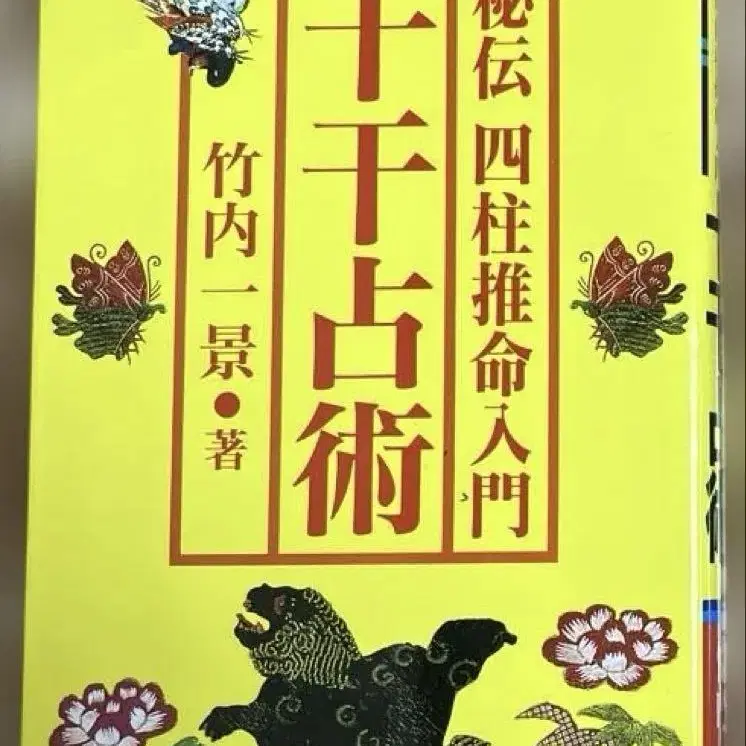 秘伝 四柱推命入門
十干占術
竹内一景●著